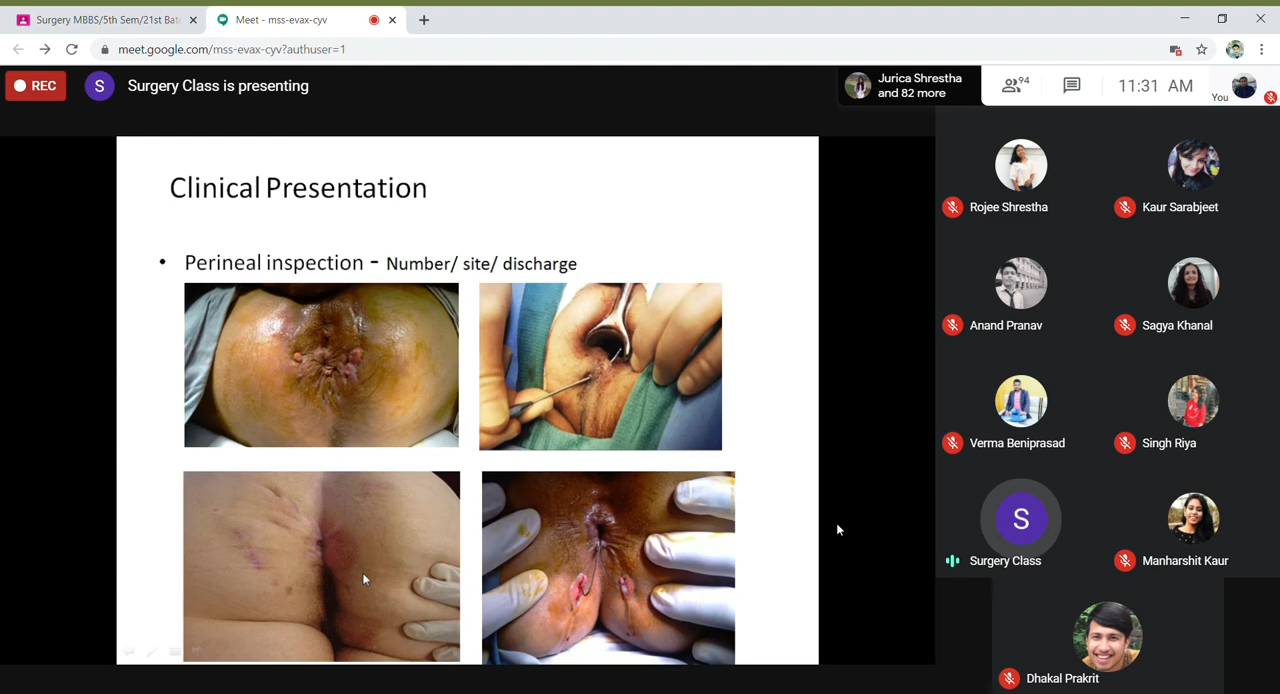 Surgery MBBS/5th Sem/21st Bat
Meet - mss-evax-cyv
meet.google.com/mss-evax-cyv?authuser=1
REC
S
Surgery Class is presenting
Jurica Shrestha
and 82 more
94
11:31 AM
You
Clinical Presentation
• Perineal inspection - Number/ site/ discharge
Rojee Shrestha
Kaur Sarabjeet
Anand Pranav
Sagya Khanal
Verma Beniprasad
Singh Riya
S
Surgery Class
Manharshit Kaur
Dhakal Prakrit